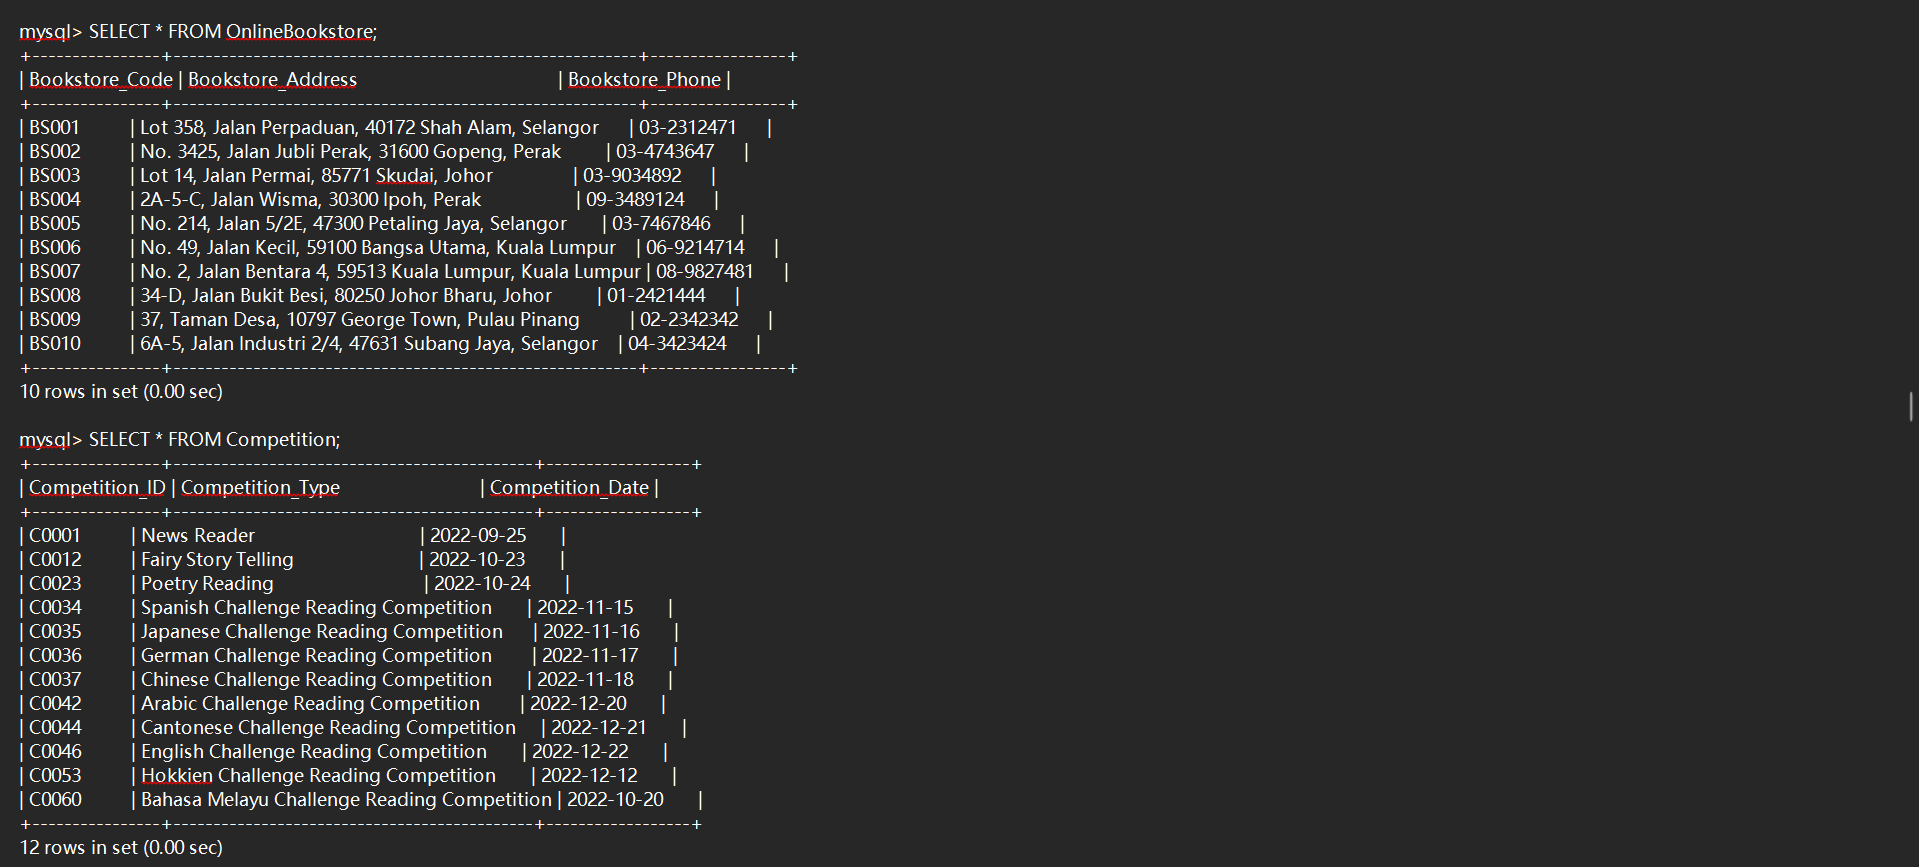 mysql> SELECT * FROM OnlineBookstore;
+----------------+----------------------------------------------------------+-----------------+
| Bookstore_Code | Bookstore_Address | Bookstore_Phone |
+----------------+----------------------------------------------------------+-----------------+
| BS001 | Lot 358, Jalan Perpaduan, 40172 Shah Alam, Selangor | 03-2312471 |
| BS002 | No. 3425, Jalan Jubli Perak, 31600 Gopeng, Perak | 03-4743647 |
| BS003 | Lot 14, Jalan Permai, 85771 Skudai, Johor | 03-9034892 |
| BS004 | 2A-5-C, Jalan Wisma, 30300 Ipoh, Perak | 09-3489124 |
| BS005 | No. 214, Jalan 5/2E, 47300 Petaling Jaya, Selangor | 03-7467846 |
| BS006 | No. 49, Jalan Kecil, 59100 Bangsa Utama, Kuala Lumpur | 06-9214714 |
| BS007 | No. 2, Jalan Bentara 4, 59513 Kuala Lumpur, Kuala Lumpur | 08-9827481 |
| BS008 | 34-D, Jalan Bukit Besi, 80250 Johor Bharu, Johor | 01-2421444 |
| BS009 | 37, Taman Desa, 10797 George Town, Pulau Pinang | 02-2342342 |
| BS010 | 6A-5, Jalan Industri 2/4, 47631 Subang Jaya, Selangor | 04-3423424 |
+----------------+----------------------------------------------------------+-----------------+
10 rows in set (0.00 sec)
mysql> SELECT * FROM Competition;
+----------------+---------------------------------------------+------------------+
| Competition_ID | Competition_Type | Competition_Date |
+----------------+---------------------------------------------+------------------+
| C0001 | News Reader | 2022-09-25 |
| C0012 | Fairy Story Telling | 2022-10-23 |
| C0023 | Poetry Reading | 2022-10-24 |
| C0034 | Spanish Challenge Reading Competition | 2022-11-15 |
| C0035 | Japanese Challenge Reading Competition | 2022-11-16 |
| C0036 | German Challenge Reading Competition | 2022-11-17 |
| C0037 | Chinese Challenge Reading Competition | 2022-11-18 |
| C0042 | Arabic Challenge Reading Competition | 2022-12-20 |
| C0044 | Cantonese Challenge Reading Competition | 2022-12-21 |
| C0046 | English Challenge Reading Competition | 2022-12-22 |
| C0053 | Hokkien Challenge Reading Competition | 2022-12-12 |
| C0060 | Bahasa Melayu Challenge Reading Competition | 2022-10-20 |
+----------------+---------------------------------------------+------------------+
12 rows in set (0.00 sec)